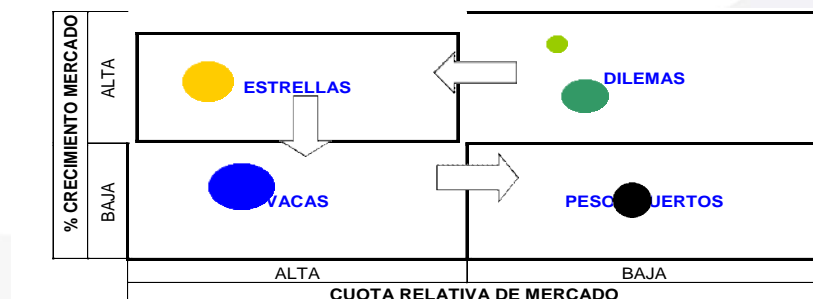 % CRECIMIENTO MERCADO
ALTA
ESTRELLAS
DILEMAS
BAJA
VACAS
PESO UERTOS
ALTA
BAJA
CUOTA RELATIVA DE MERCADO